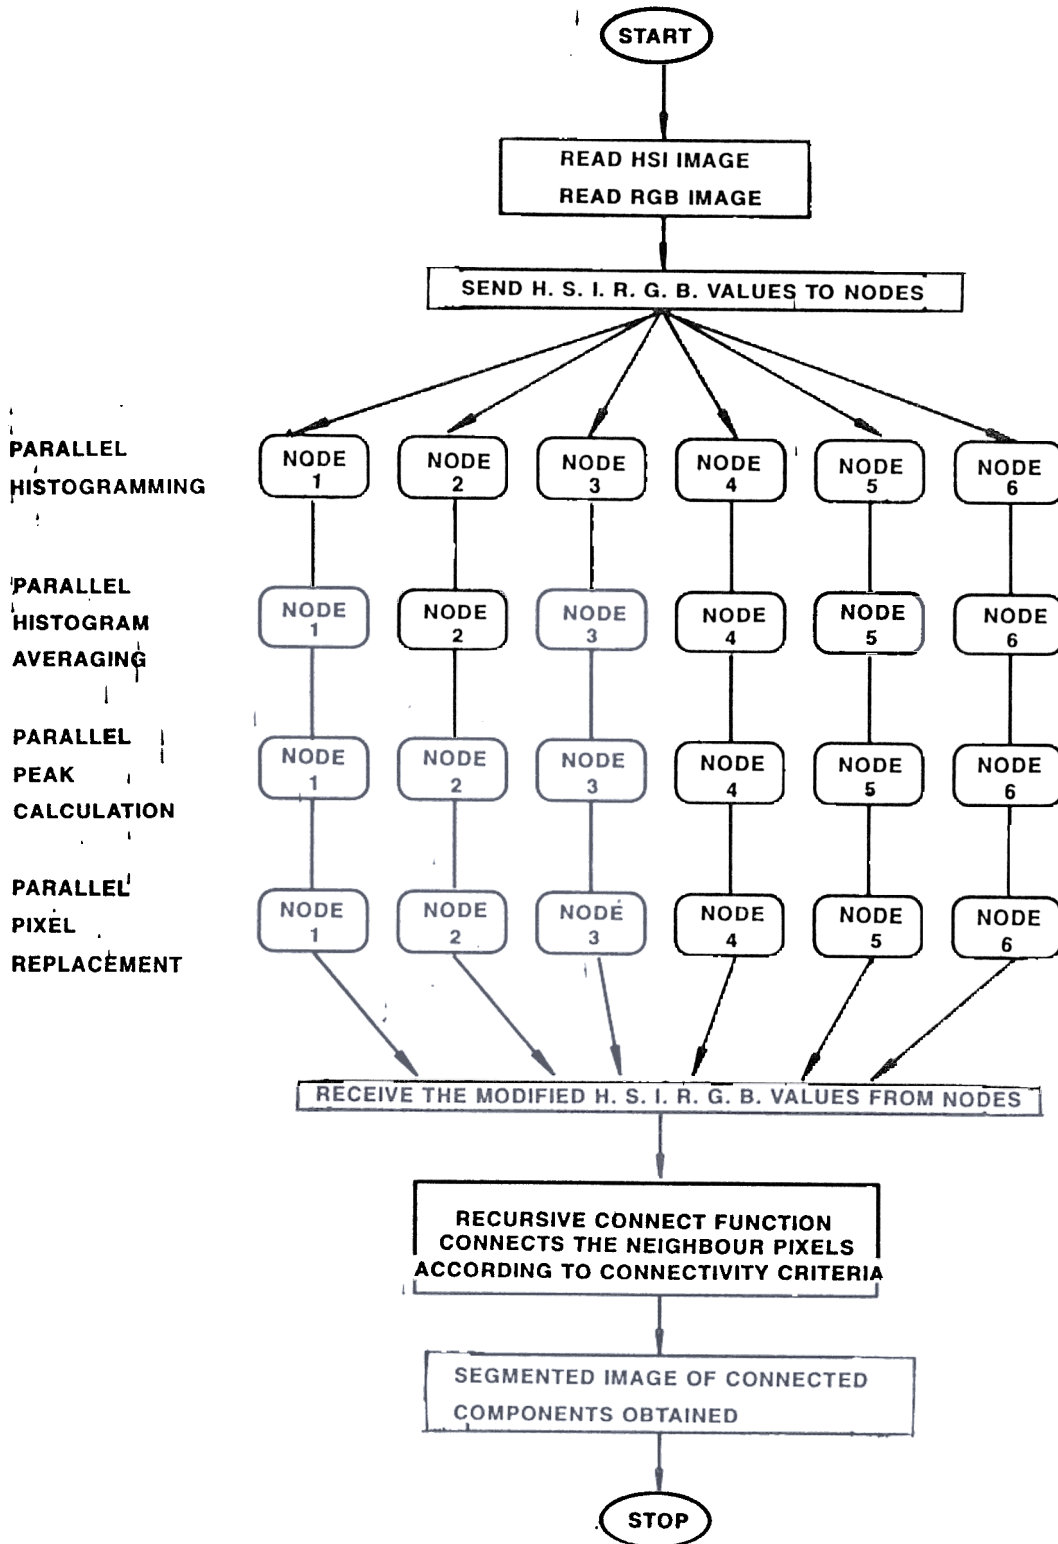 START
READ HSI IMAGE
READ RGB IMAGE
SEND H. S. I. R. G. B. VALUES TO NODES
PARALLEL
HISTOGRAMMING
NODE
1
NODE
2
NODE
3
NODE
4
NODE
5
NODE
6
PARALLEL
HISTOGRAM
AVERAGING
NODE
1
NODE
2
NODE
3
NODE
4
NODE
5
NODE
6
PARALLEL
PEAK
CALCULATION
NODE
1
NODE
2
NODE
3
NODE
4
NODE
5
NODE
6
PARALLEL
PIXEL
REPLACEMENT
NODE
1
NODE
2
NODE
3
NODE
4
NODE
5
NODE
6
RECEIVE THE MODIFIED H. S. I. R. G. B. VALUES FROM NODES
RECURSIVE CONNECT FUNCTION
CONNECTS THE NEIGHBOUR PIXELS
ACCORDING TO CONNECTIVITY CRITERIA
SEGMENTED IMAGE OF CONNECTED
COMPONENTS OBTAINED
STOP